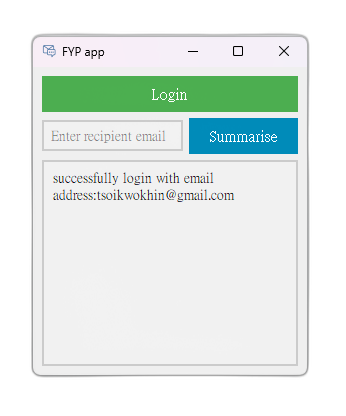 FYP app
Login
Enter recipient email
Summarise
successfully login with email
address:tsoikwokhin@gmail.com